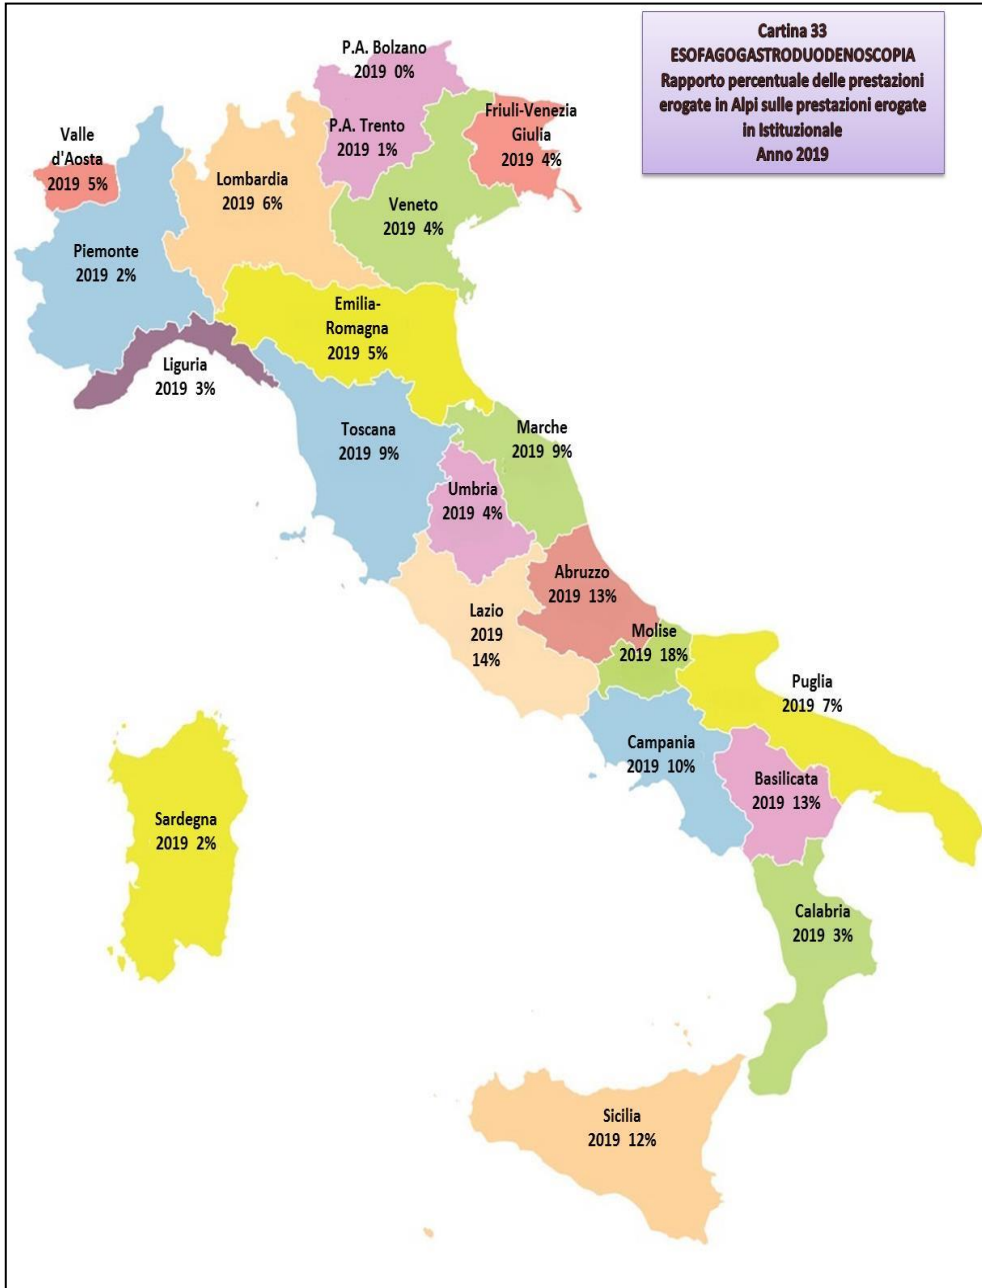 Cartina 33
ESOFAGOGASTRODUODENOSCOPIA
Rapporto percentuale delle prestazioni
erogate in Alpi sulle prestazioni erogate
in Istituzionale
Anno 2019
P.A. Bolzano
2019 0%
P.A. Trento
2019 1%
Friuli-Venezia
Giulia
2019 4%
Valle
d'Aosta
2019 5%
Lombardia
2019 6%
Veneto
2019 4%
Piemonte
2019 2%
Emilia-
Romagna
2019 5%
Liguria
2019 3%
Toscana
2019 9%
Marche
2019 9%
Umbria
2019 4%
Abruzzo
2019 13%
Lazio
2019
14%
Molise
2019 18%
Puglia
2019 7%
Campania
2019 10%
Basilicata
2019 13%
Sardegna
2019 2%
Calabria
2019 3%
Sicilia
2019 12%